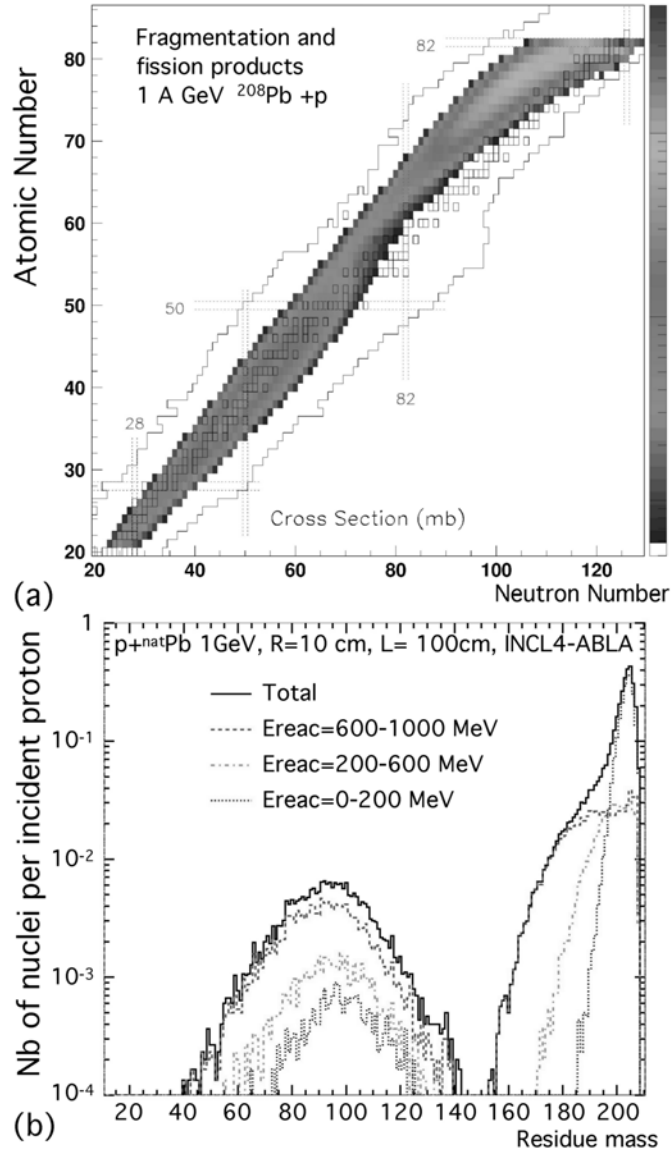 Fragmentation and
fission products
1 A GeV ²⁰⁸Pb +p
82
50
28
82
Cross Section (mb)
Atomic Number
80
70
60
50
40
30
20
20 40 60 80 100 120
Neutron Number
(a)
p+ⁿᵃᵗPb 1GeV, R=10 cm, L= 100cm, INCL4-ABLA
Total
Ereac=600-1000 MeV
Ereac=200-600 MeV
Ereac=0-200 MeV
Nb of nuclei per incident proton
1
10⁻¹
10⁻²
10⁻³
10⁻⁴
20 40 60 80 100 120 140 160 180 200
Residue mass
(b)